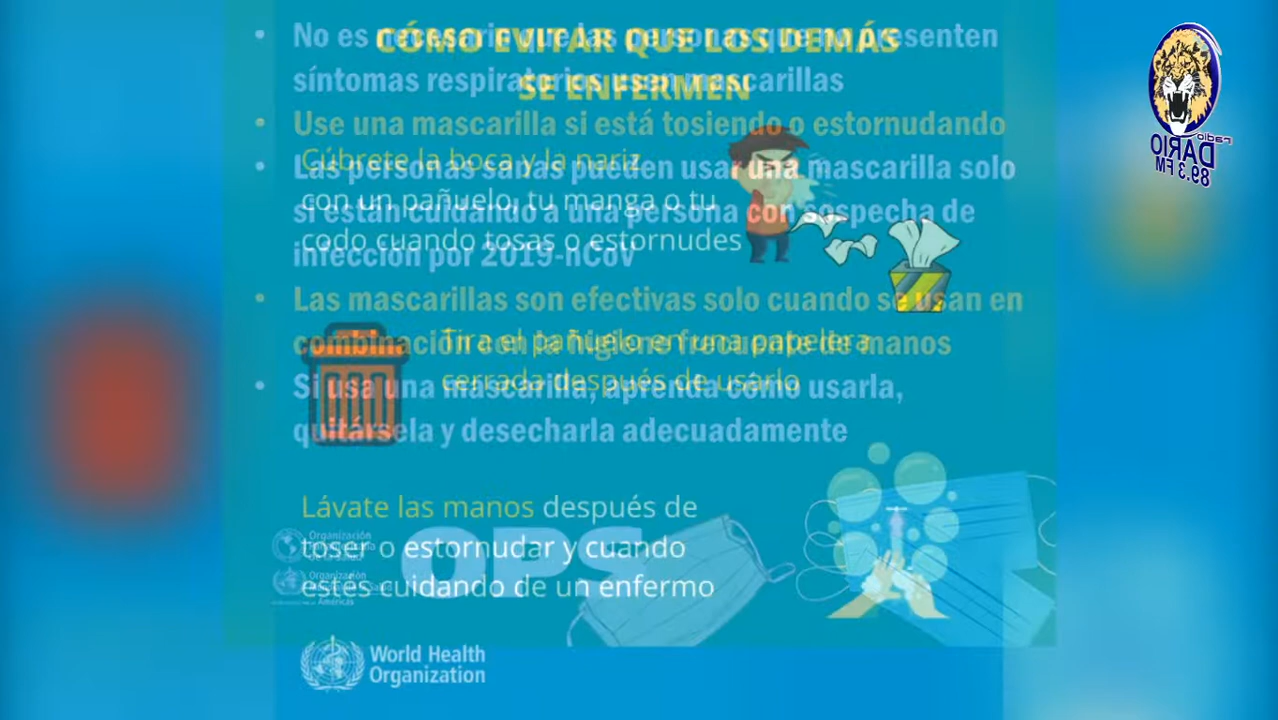 CÓMO EVITAR QUE LOS DEMÁS
SE ENFERMEN
Cúbrete la boca y la nariz
con un pañuelo, tu manga o tu
codo cuando tosas o estornudes
Tira el pañuelo en una papelera
cerrada después de usarlo
Lávate las manos después de
toser o estornudar y cuando
estés cuidando de un enfermo
World Health
Organization
• No es necesario que las personas que no presenten
síntomas respiratorios usen mascarillas
• Use una mascarilla si está tosiendo o estornudando
• Las personas sanas pueden usar una mascarilla solo
si están cuidando a una persona con sospecha de
infección por 2019-nCoV
• Las mascarillas son efectivas solo cuando se usan en
combinación con la higiene frecuente de manos
• Si usa una mascarilla, aprenda cómo usarla,
quitársela y desecharla adecuadamente
Organización
de la Salud
Organización
Américas
OPS
radio
DARIO
89.3 FM